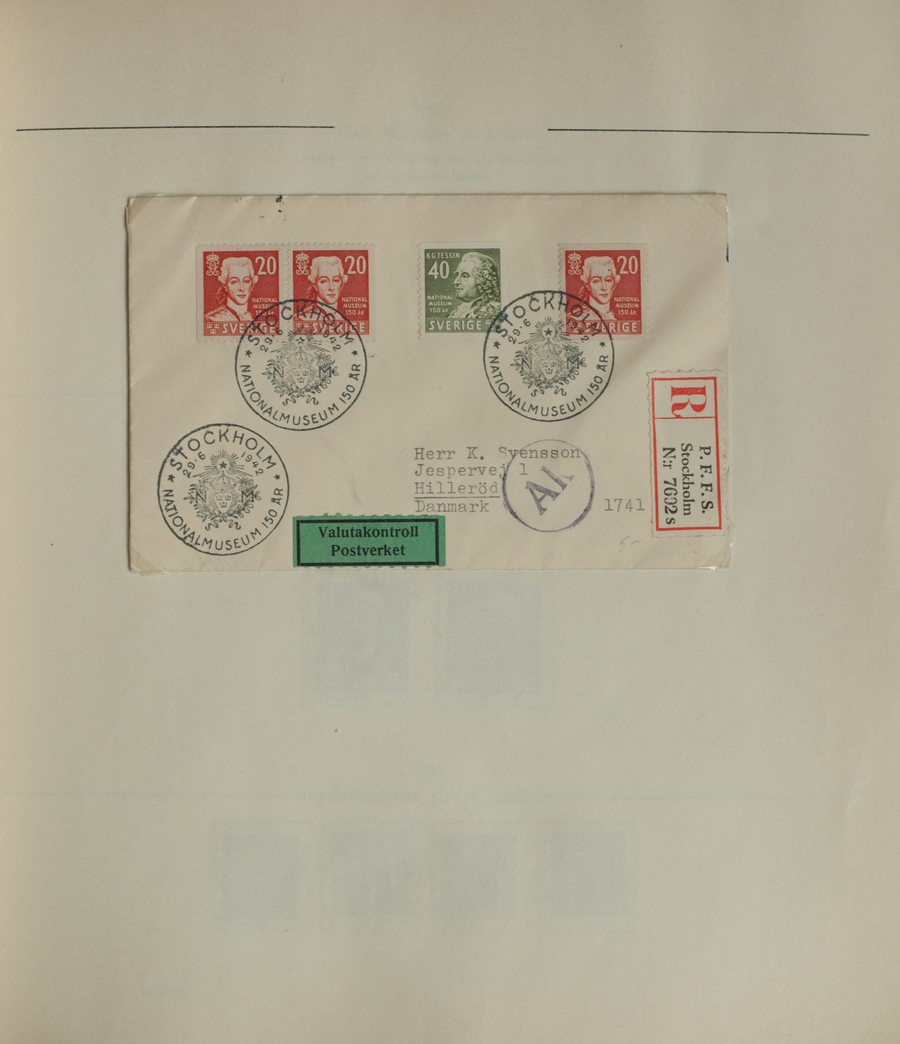 20
NATIONAL
MUSEUM
150 ÅR
SVERIGE
20
NATIONAL
MUSEUM
150 ÅR
SVERIGE
K.G.TESSIN
40
NATIONAL
MUSEUM
150 ÅR
SVERIGE
20
NATIONAL
MUSEUM
150 ÅR
SVERIGE
STOCKHOLM
29.6 1942
N M
NATIONALMUSEUM 150 ÅR
STOCKHOLM
29.6 1942
N M
NATIONALMUSEUM 150 ÅR
STOCKHOLM
29.6 1942
N M
NATIONALMUSEUM 150 ÅR
R
P. F. F. S.
Stockholm
N:r 7602 s
Herr K. Svensson
Jespervej 1
Hilleröd
Danmark
1741
Ak
Valutakontroll
Postverket